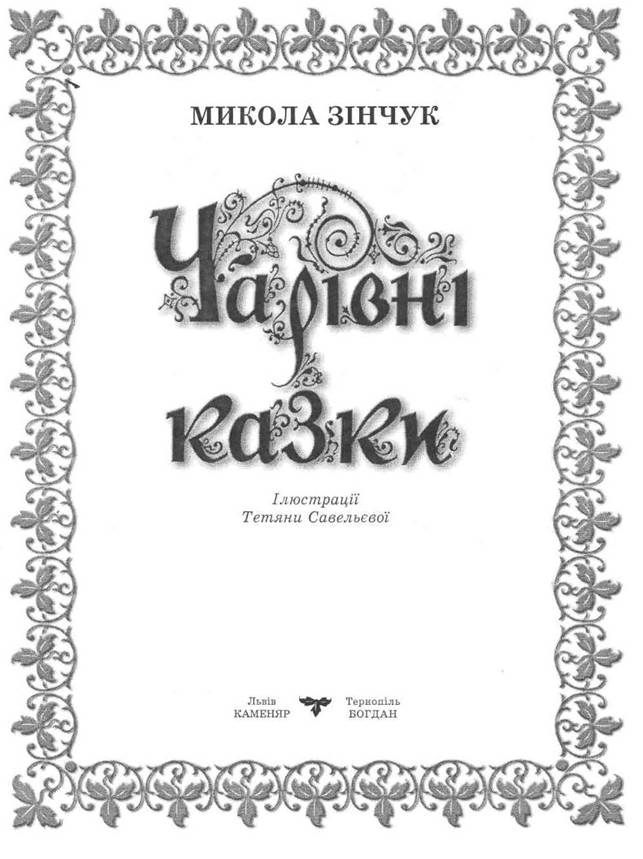 МИКОЛА ЗІНЧУК
Чарівні
казки
Ілюстрації
Тетяни Савельєвої
Львів
КАМЕНЯР
Тернопіль
БОГДАН